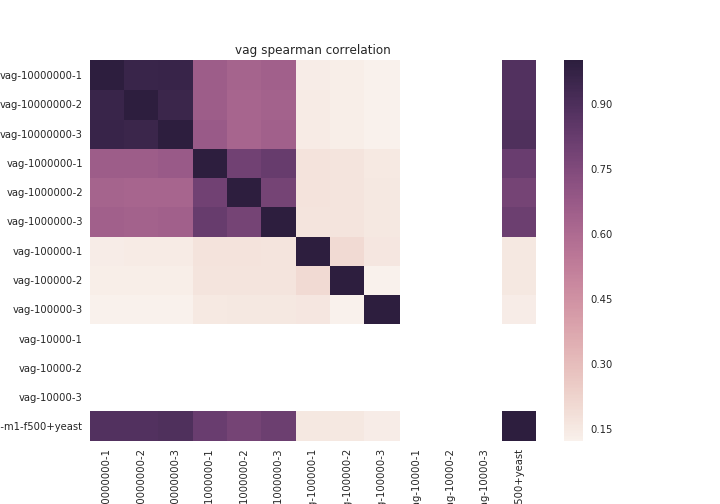 vag spearman correlation
vag-10000000-1
vag-10000000-2
vag-10000000-3
vag-1000000-1
vag-1000000-2
vag-1000000-3
vag-100000-1
vag-100000-2
vag-100000-3
vag-10000-1
vag-10000-2
vag-10000-3
-m1-f500+yeast
0.90
0.75
0.60
0.45
0.30
0.15
0000000-1
0000000-2
0000000-3
1000000-1
1000000-2
1000000-3
g-100000-1
g-100000-2
g-100000-3
ag-10000-1
ag-10000-2
ag-10000-3
500+yeast